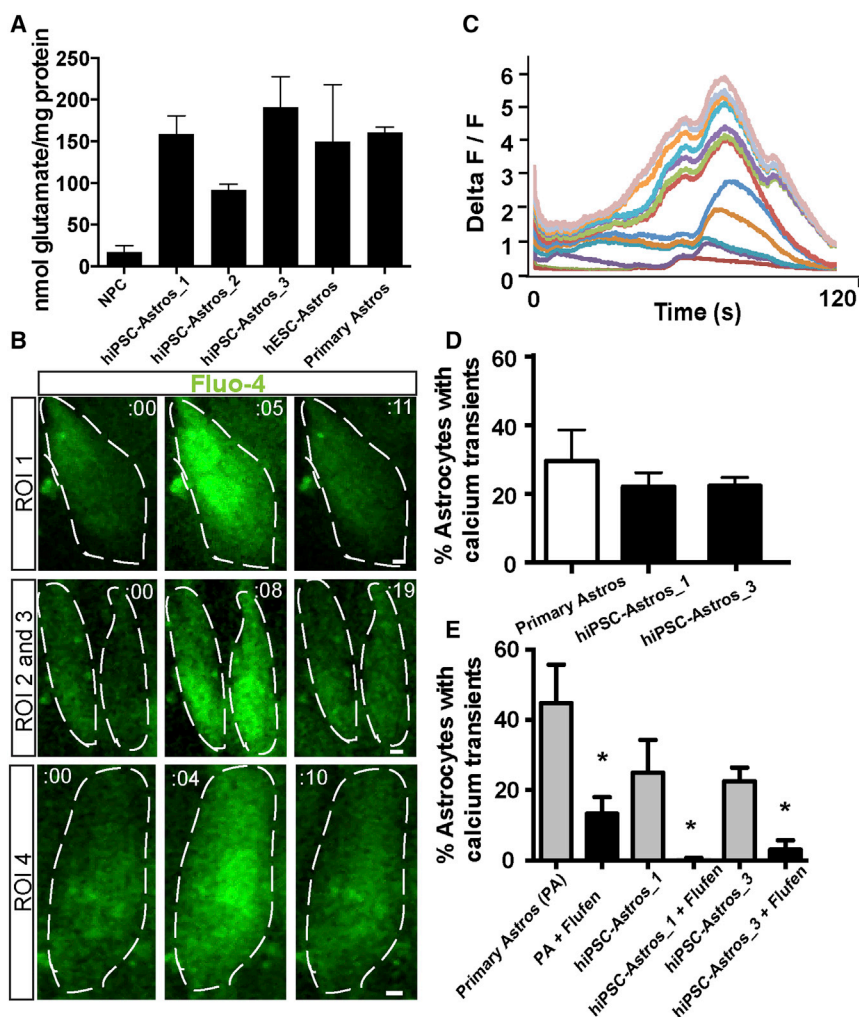 A
nmol glutamate/mg protein
250
200
150
100
50
0
NPC
hiPSC-Astros_1
hiPSC-Astros_2
hiPSC-Astros_3
hESC-Astros
Primary Astros
B
Fluo-4
ROI 1
:00
:05
:11
ROI 2 and 3
:00
:08
:19
ROI 4
:00
:04
:10
C
Delta F / F
6
5
4
3
2
1
0
0
120
Time (s)
D
% Astrocytes with
calcium transients
60
40
20
0
Primary Astros
hiPSC-Astros_1
hiPSC-Astros_3
E
% Astrocytes with
calcium transients
60
40
20
0
*
*
*
Primary Astros (PA)
PA + Flufen
hiPSC-Astros_1
hiPSC-Astros_1 + Flufen
hiPSC-Astros_3
hiPSC-Astros_3 + Flufen